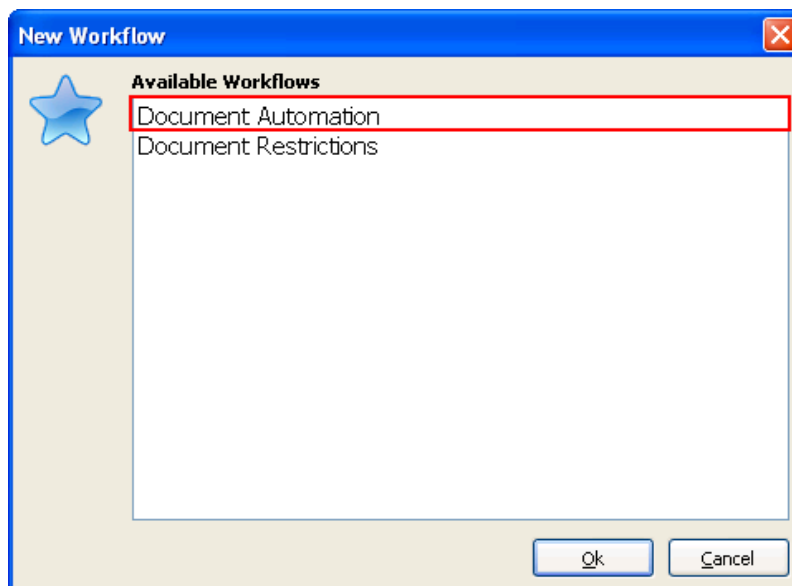 New Workflow
Available Workflows
Document Automation
Document Restrictions
Ok
Cancel